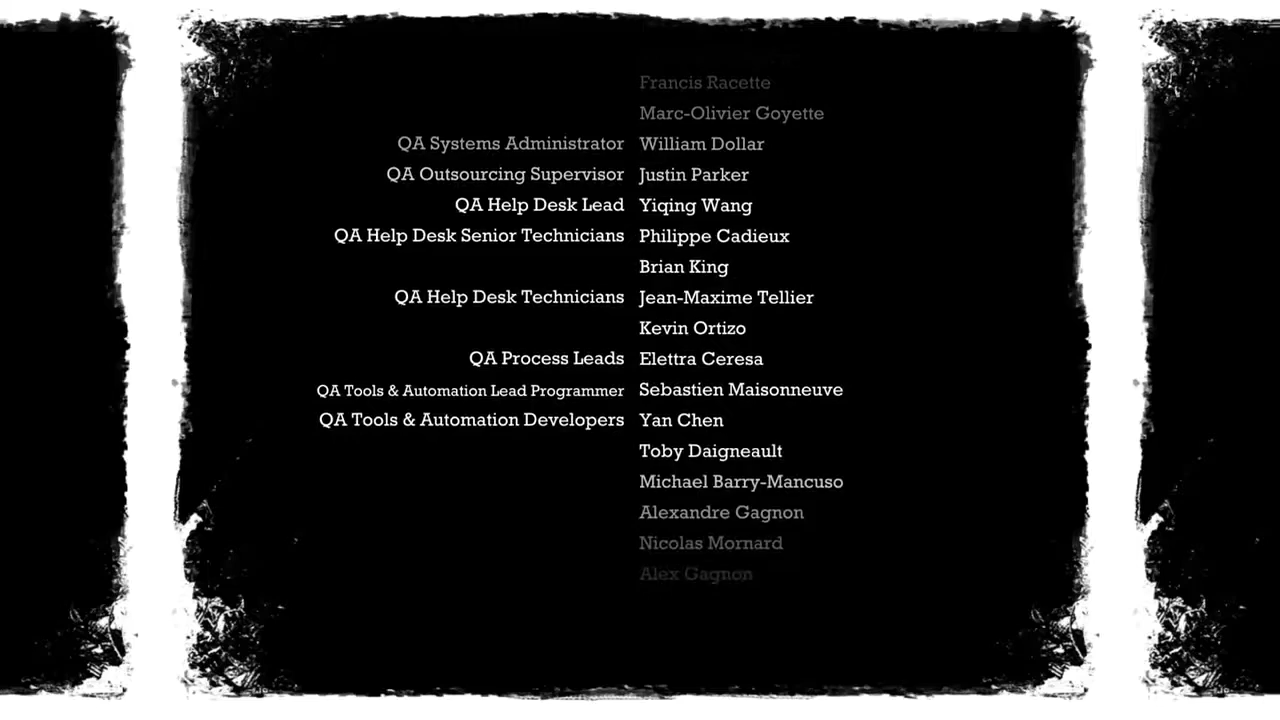 Francis Racette
Marc-Olivier Goyette
QA Systems Administrator William Dollar
QA Outsourcing Supervisor Justin Parker
QA Help Desk Lead Yiqing Wang
QA Help Desk Senior Technicians Philippe Cadieux
Brian King
QA Help Desk Technicians Jean-Maxime Tellier
Kevin Ortizo
QA Process Leads Elettra Ceresa
QA Tools & Automation Lead Programmer Sebastien Maisonneuve
QA Tools & Automation Developers Yan Chen
Toby Daigneault
Michael Barry-Mancuso
Alexandre Gagnon
Nicolas Mornard
Alex Gagnon